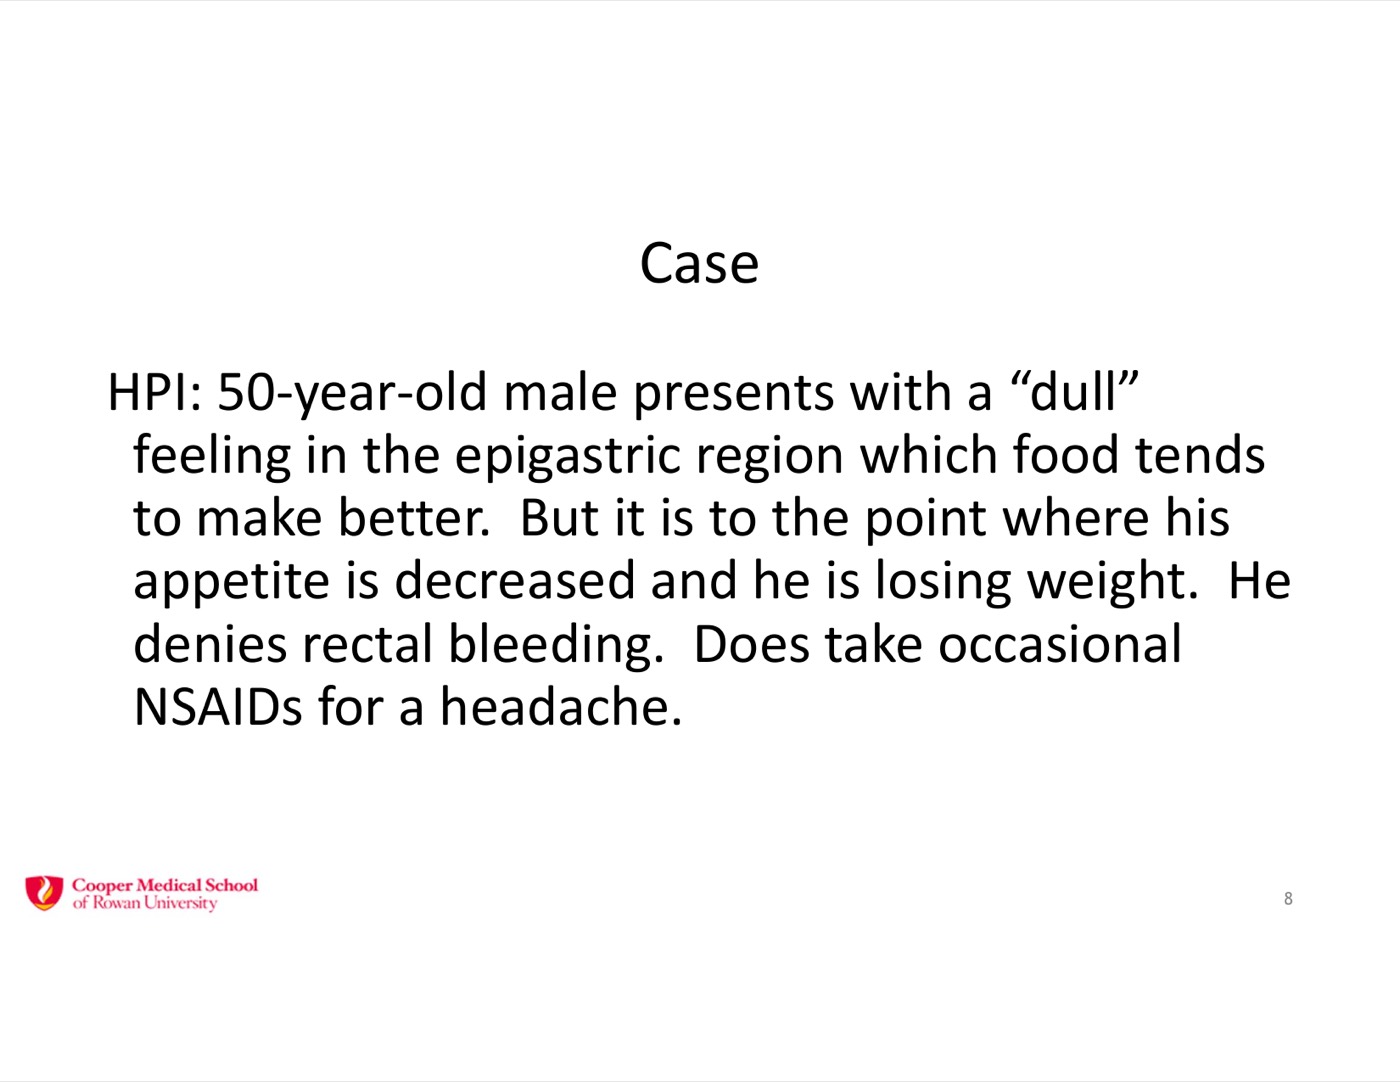 Case
HPI: 50-year-old male presents with a “dull”
feeling in the epigastric region which food tends
to make better.  But it is to the point where his
appetite is decreased and he is losing weight.  He
denies rectal bleeding.  Does take occasional
NSAIDs for a headache.
Cooper Medical School
of Rowan University
8